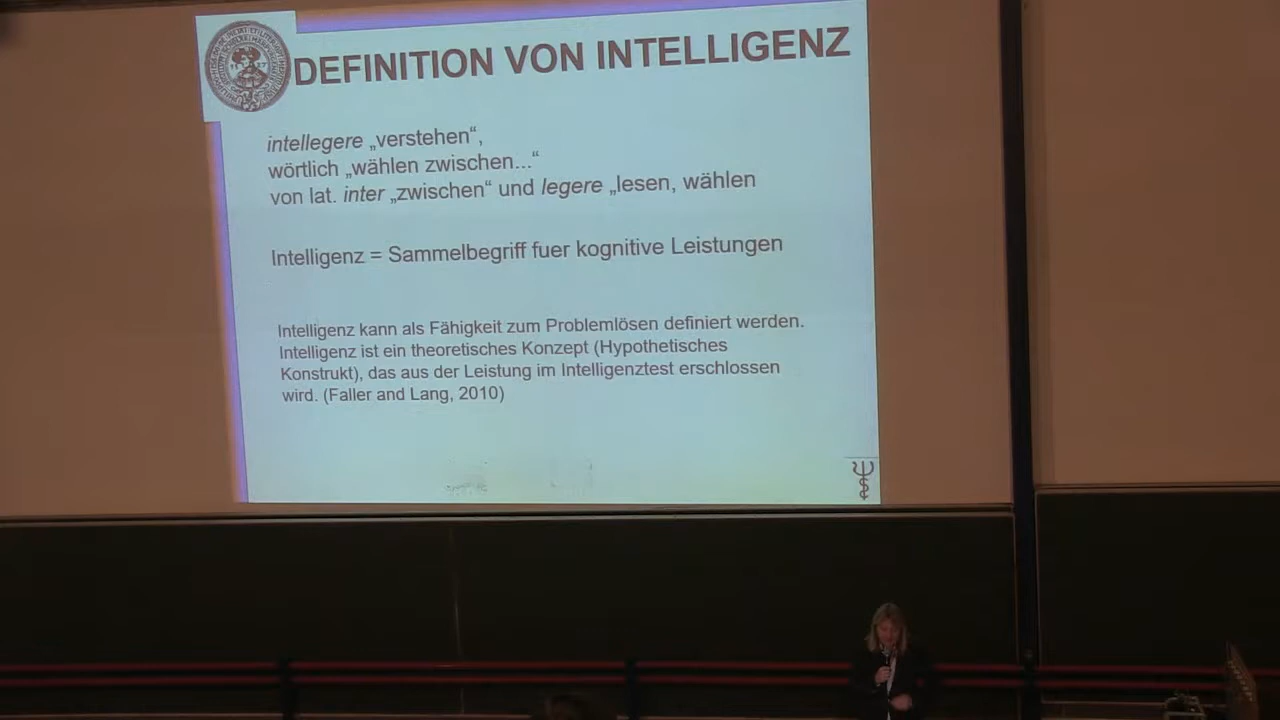 DEFINITION VON INTELLIGENZ
intellegere „verstehen“,
wörtlich „wählen zwischen...“
von lat. inter „zwischen“ und legere „lesen, wählen
Intelligenz = Sammelbegriff fuer kognitive Leistungen
Intelligenz kann als Fähigkeit zum Problemlösen definiert werden.
Intelligenz ist ein theoretisches Konzept (Hypothetisches
Konstrukt), das aus der Leistung im Intelligenztest erschlossen
wird. (Faller and Lang, 2010)